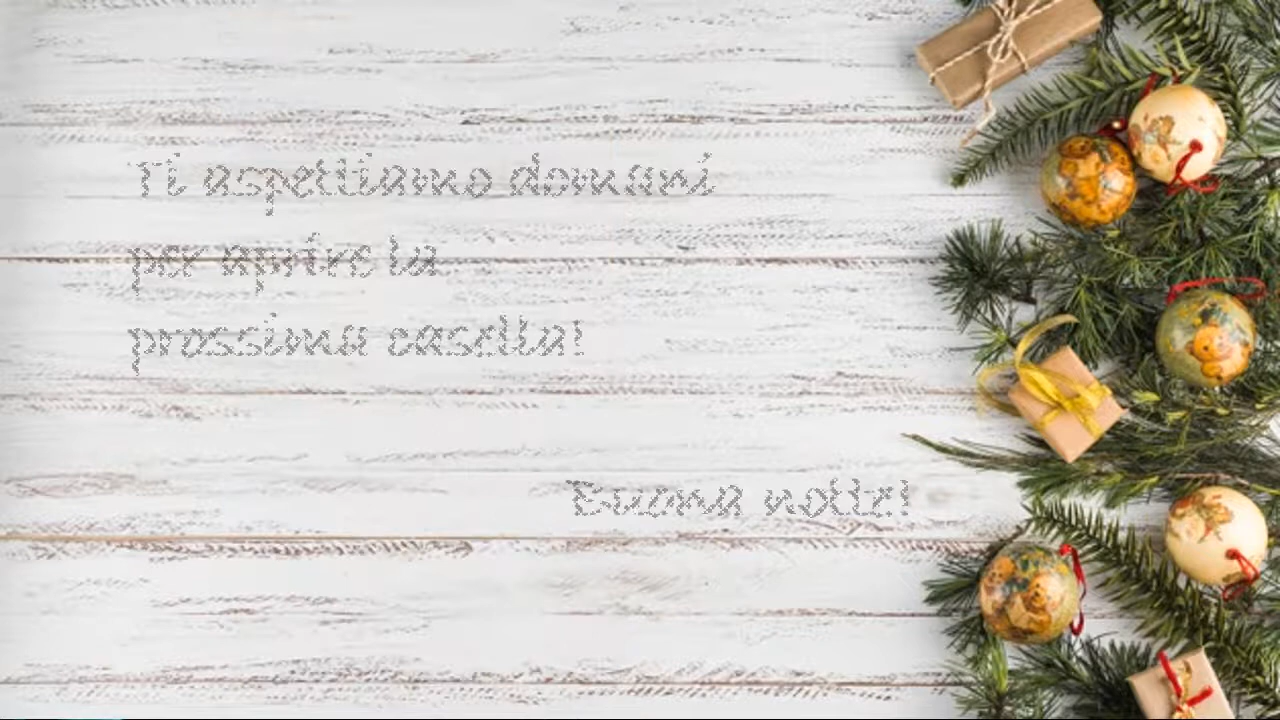 Ti aspettiamo domani
per aprire la
prossima casella!
Buona notte!